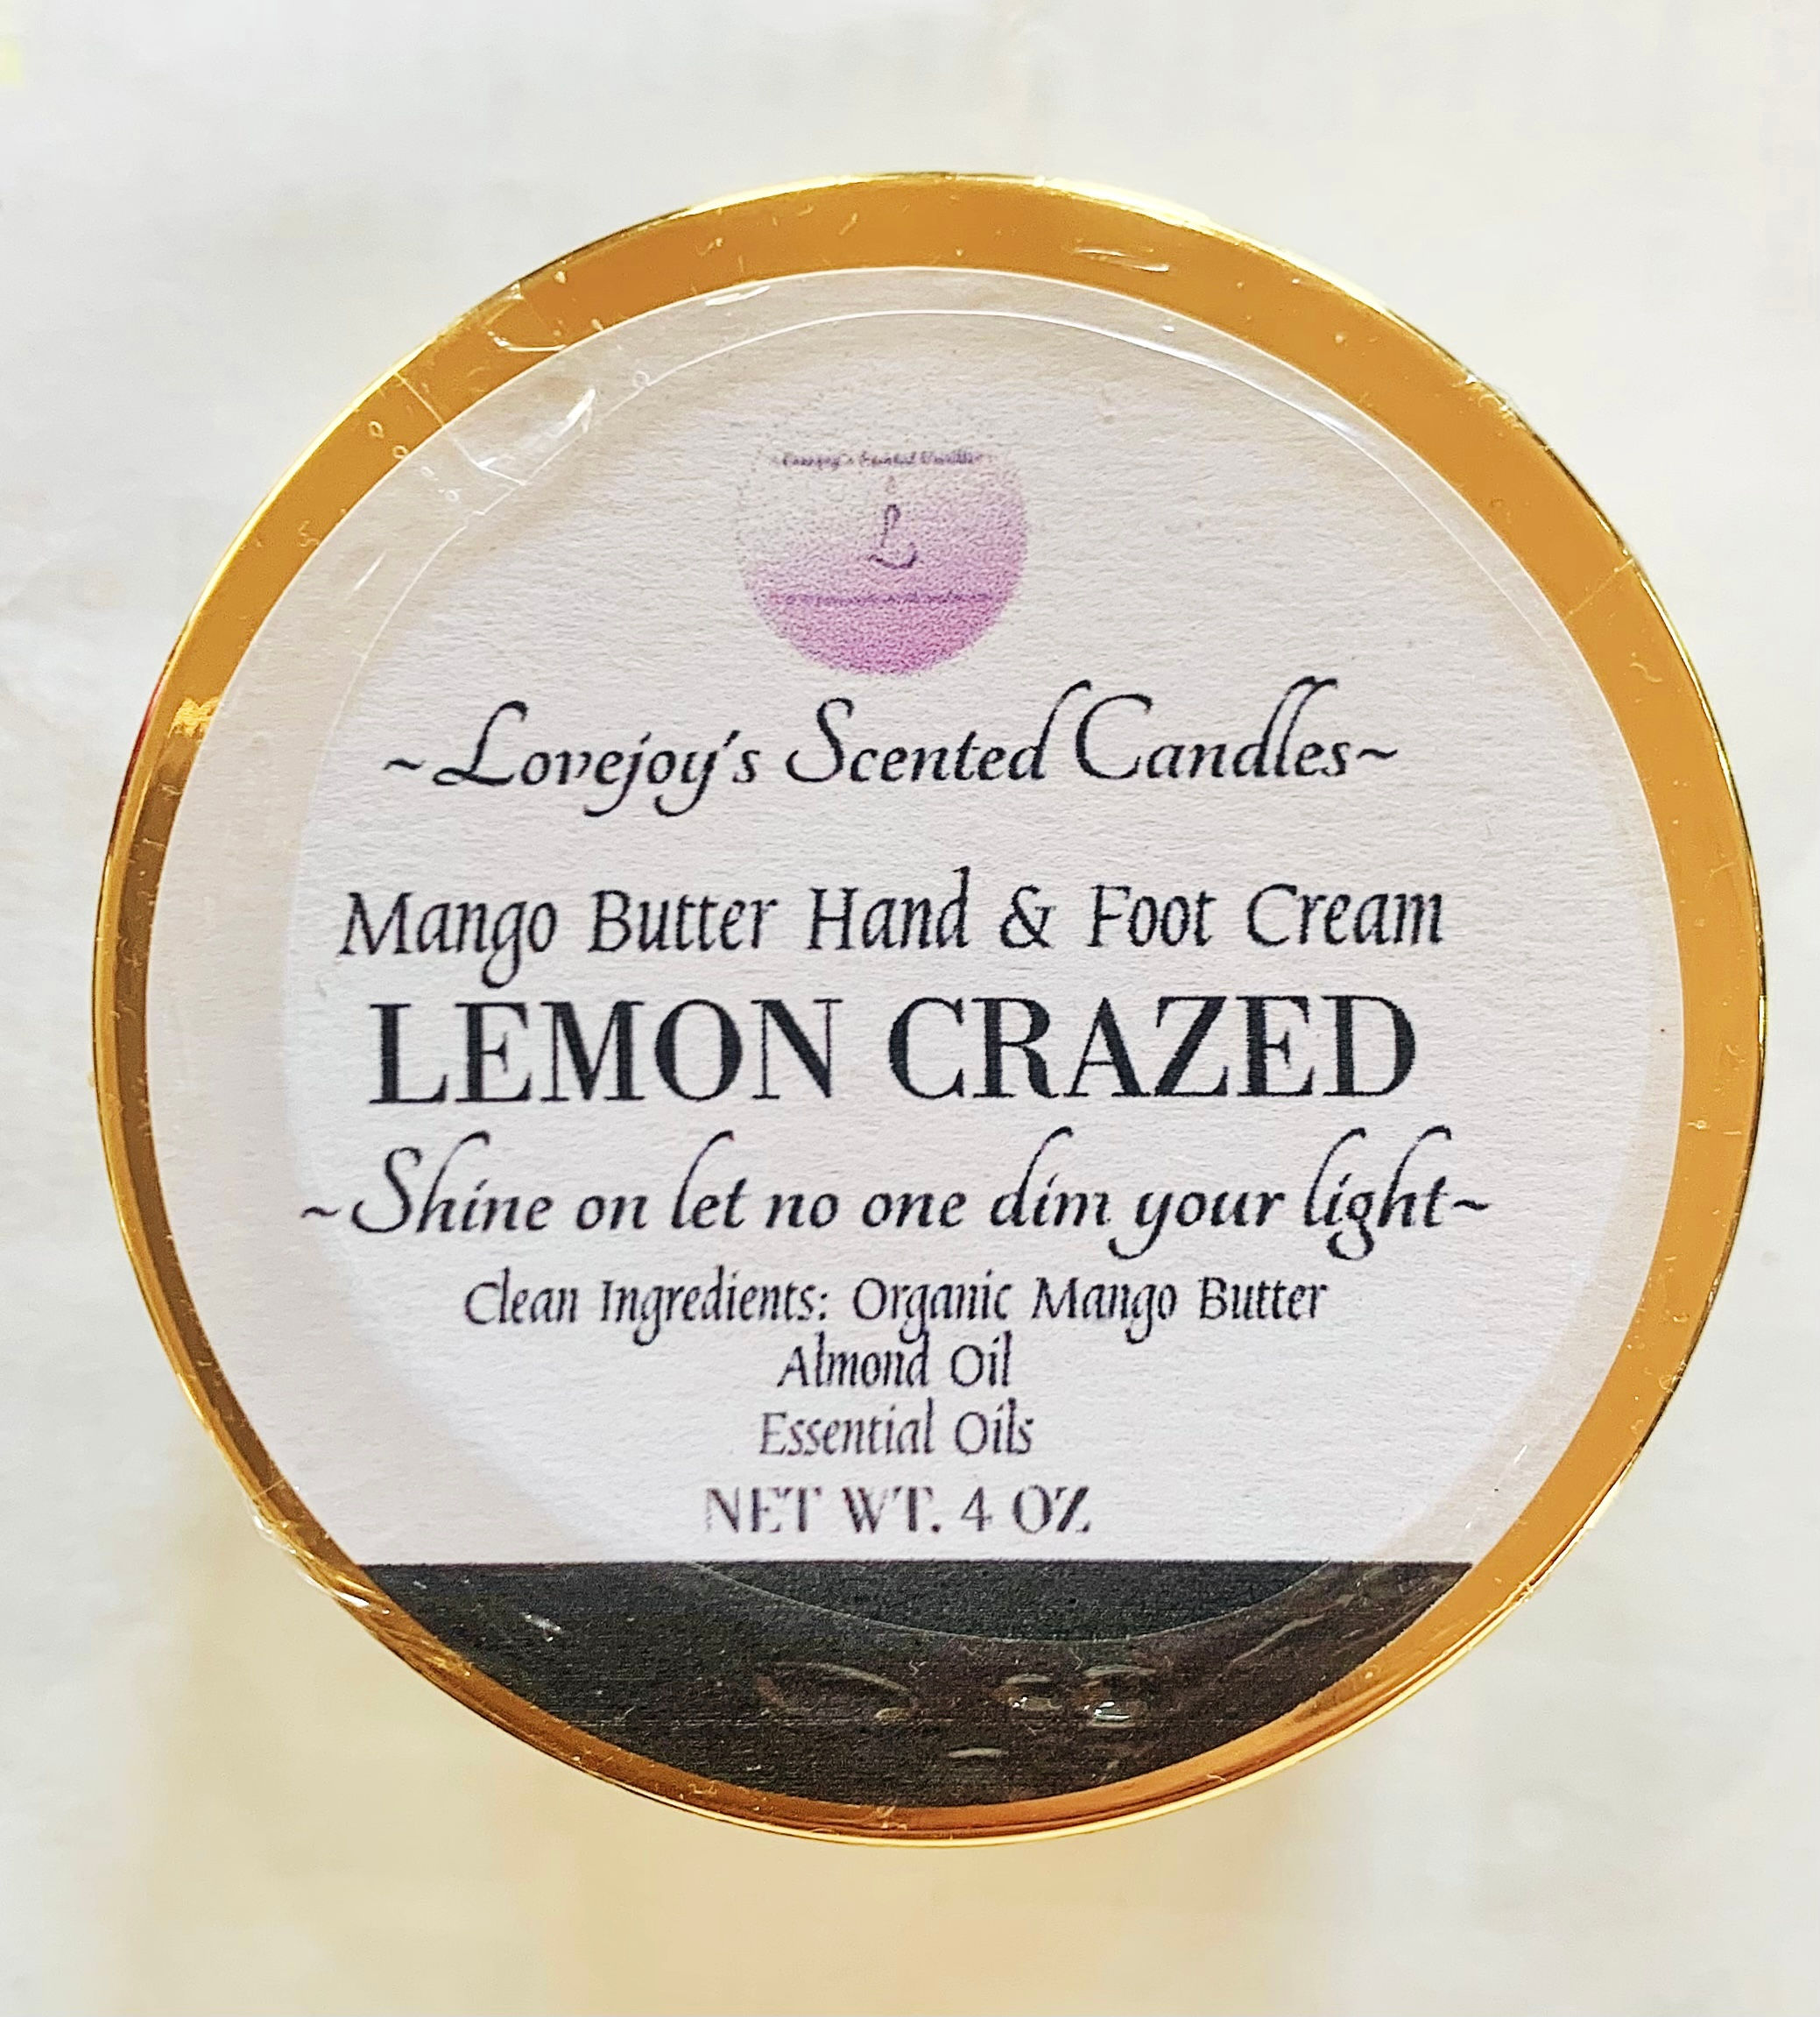 L
~Lovejoy's Scented Candles~
Mango Butter Hand & Foot Cream
LEMON CRAZED
~Shine on let no one dim your light~
Clean Ingredients: Organic Mango Butter
Almond Oil
Essential Oils
NET WT. 4 OZ